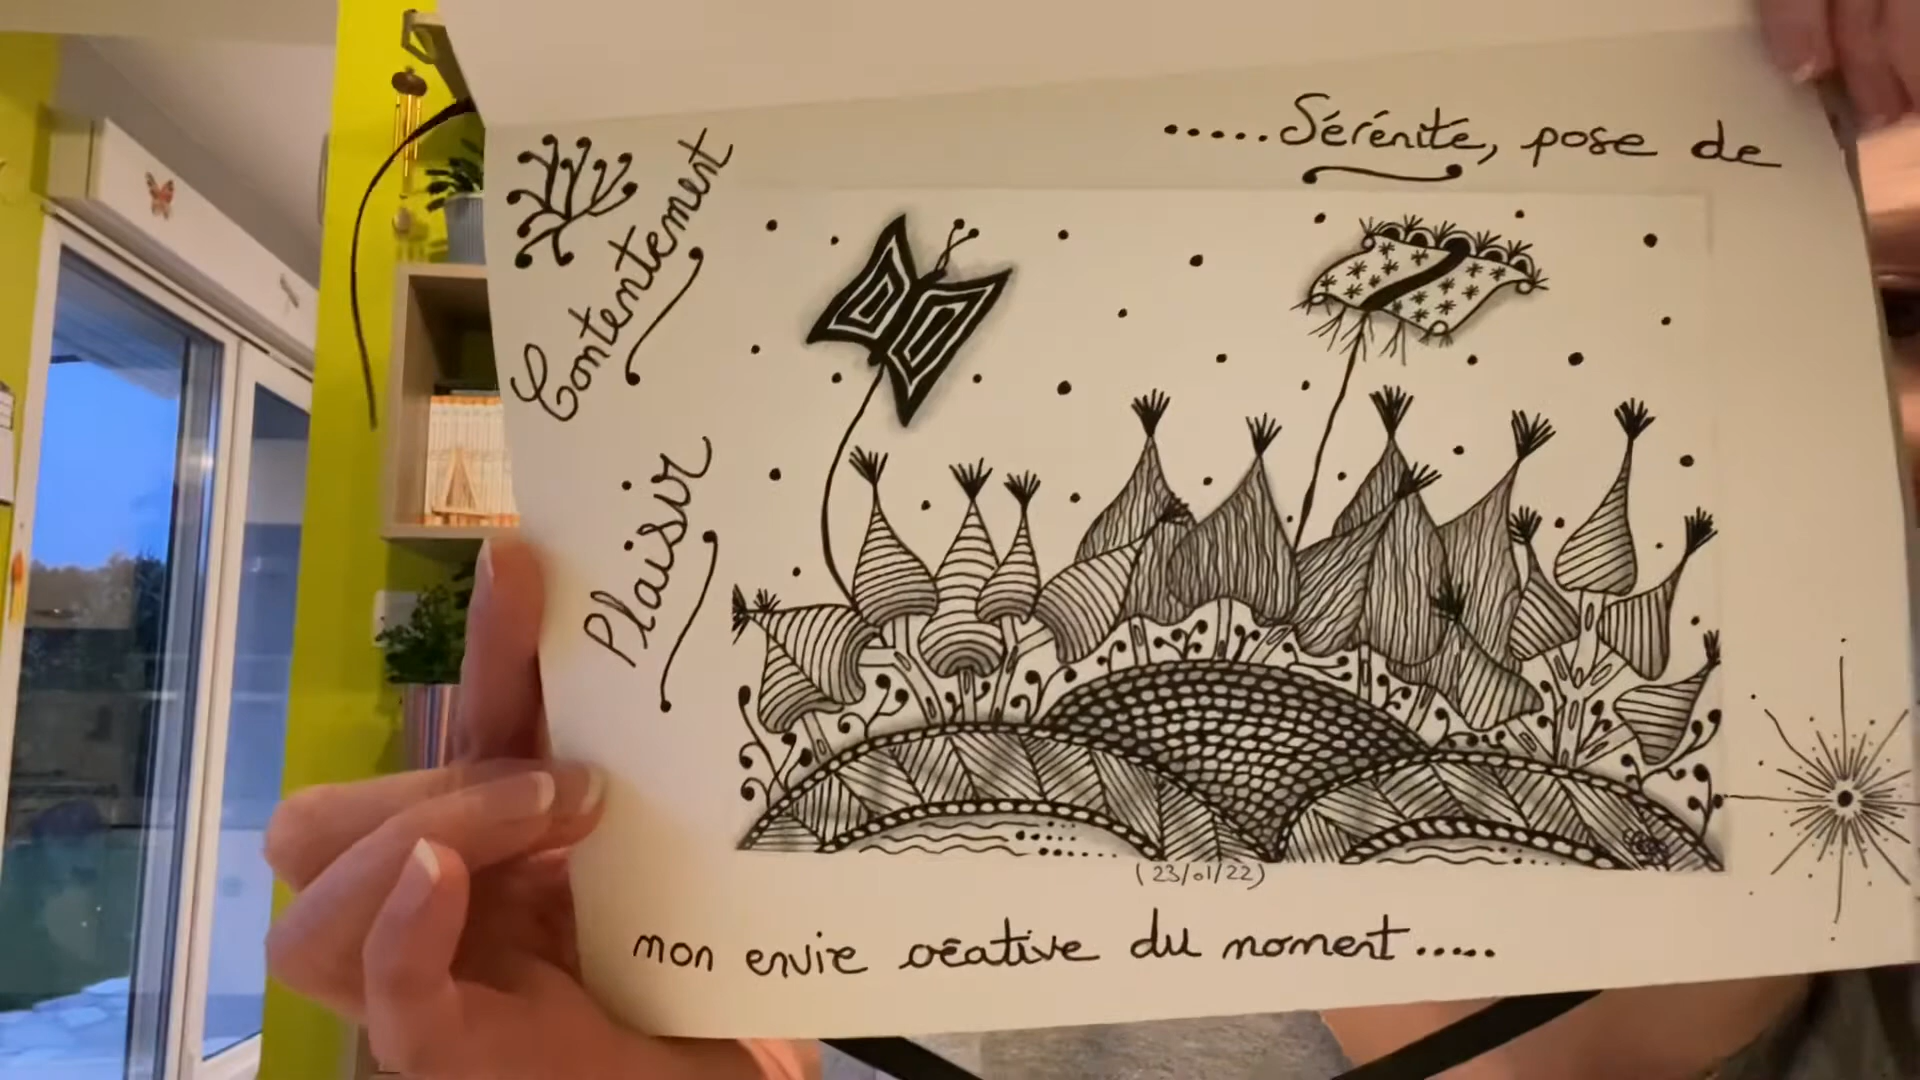 .....Sérénité, pose de
Contentement
Plaisir
(23/01/22)
mon envie créative du moment.....